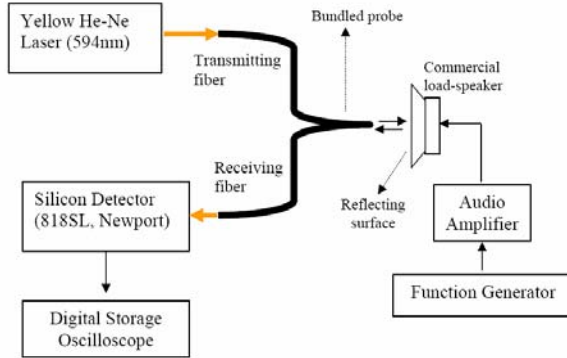 Yellow He-Ne
Laser (594nm)
Transmitting
fiber
Bundled probe
Commercial
load-speaker
Receiving
fiber
Silicon Detector
(818SL, Newport)
Reflecting
surface
Audio
Amplifier
Digital Storage
Oscilloscope
Function Generator